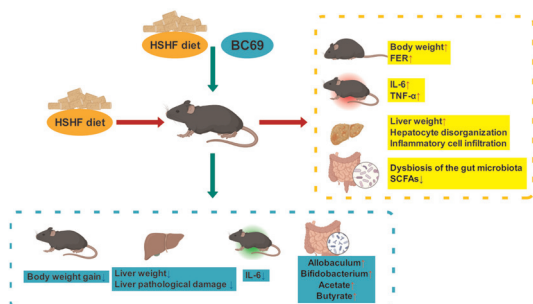 HSHF diet
BC69
HSHF diet
Body weight↑
FER↑
IL-6↑
TNF-α↑
Liver weight↑
Hepatocyte disorganization
Inflammatory cell infiltration
Dysbiosis of the gut microbiota
SCFAs↓
Body weight gain↓
Liver weight↓
Liver pathological damage ↓
IL-6↓
Allobaculum↑
Bifidobacterium↑
Acetate↑
Butyrate↑